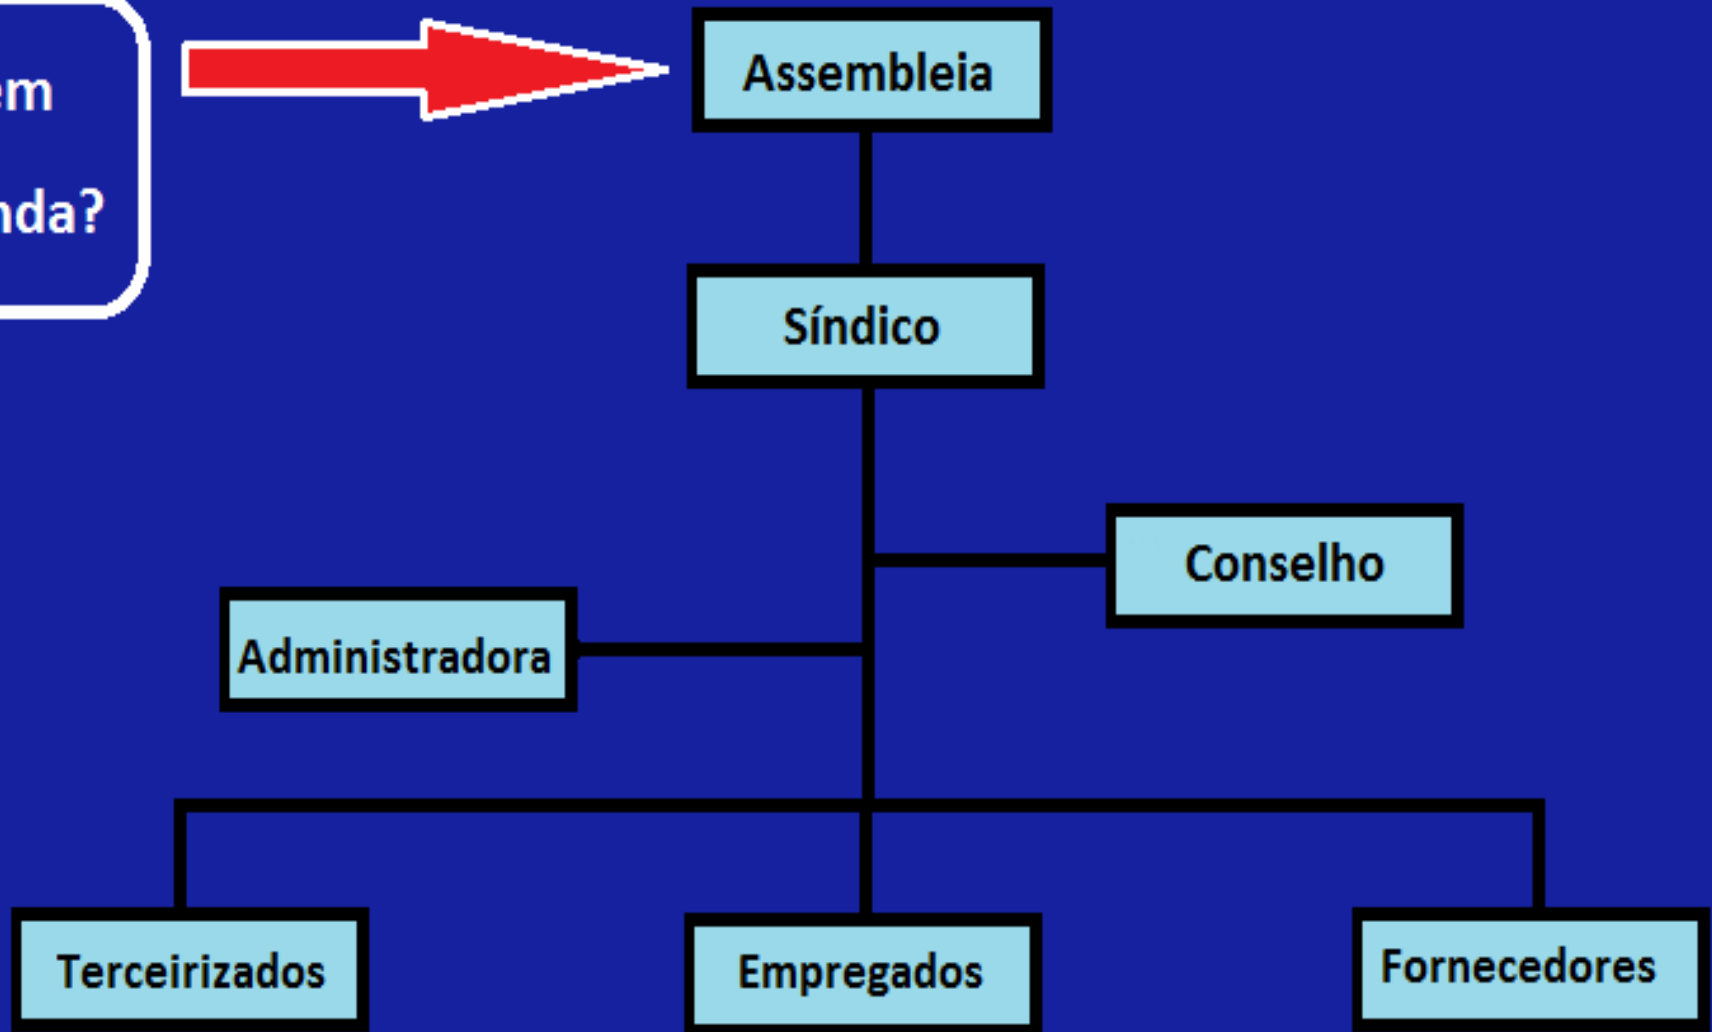 em
nda?
Assembleia
Síndico
Conselho
Administradora
Terceirizados
Empregados
Fornecedores